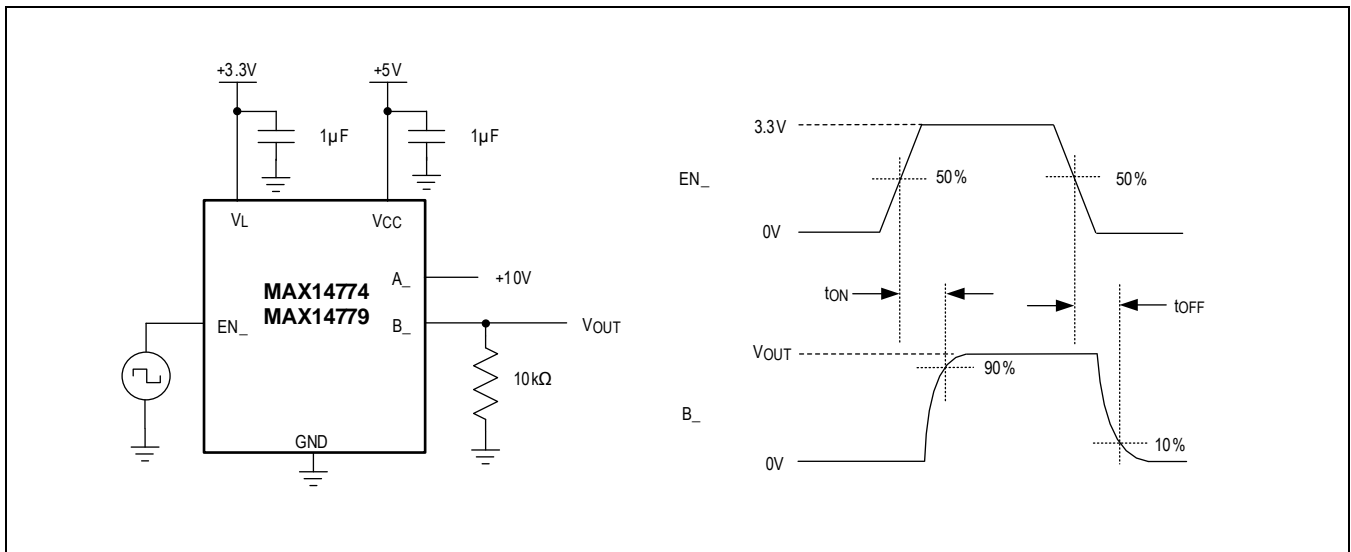 +3.3V
+5V
1µF
1µF
VL
VCC
MAX14774
MAX14779
A_
+10V
EN_
B_
VOUT
10kΩ
GND
3.3V
EN_
50%
50%
0V
tON
tOFF
VOUT
90%
B_
10%
0V